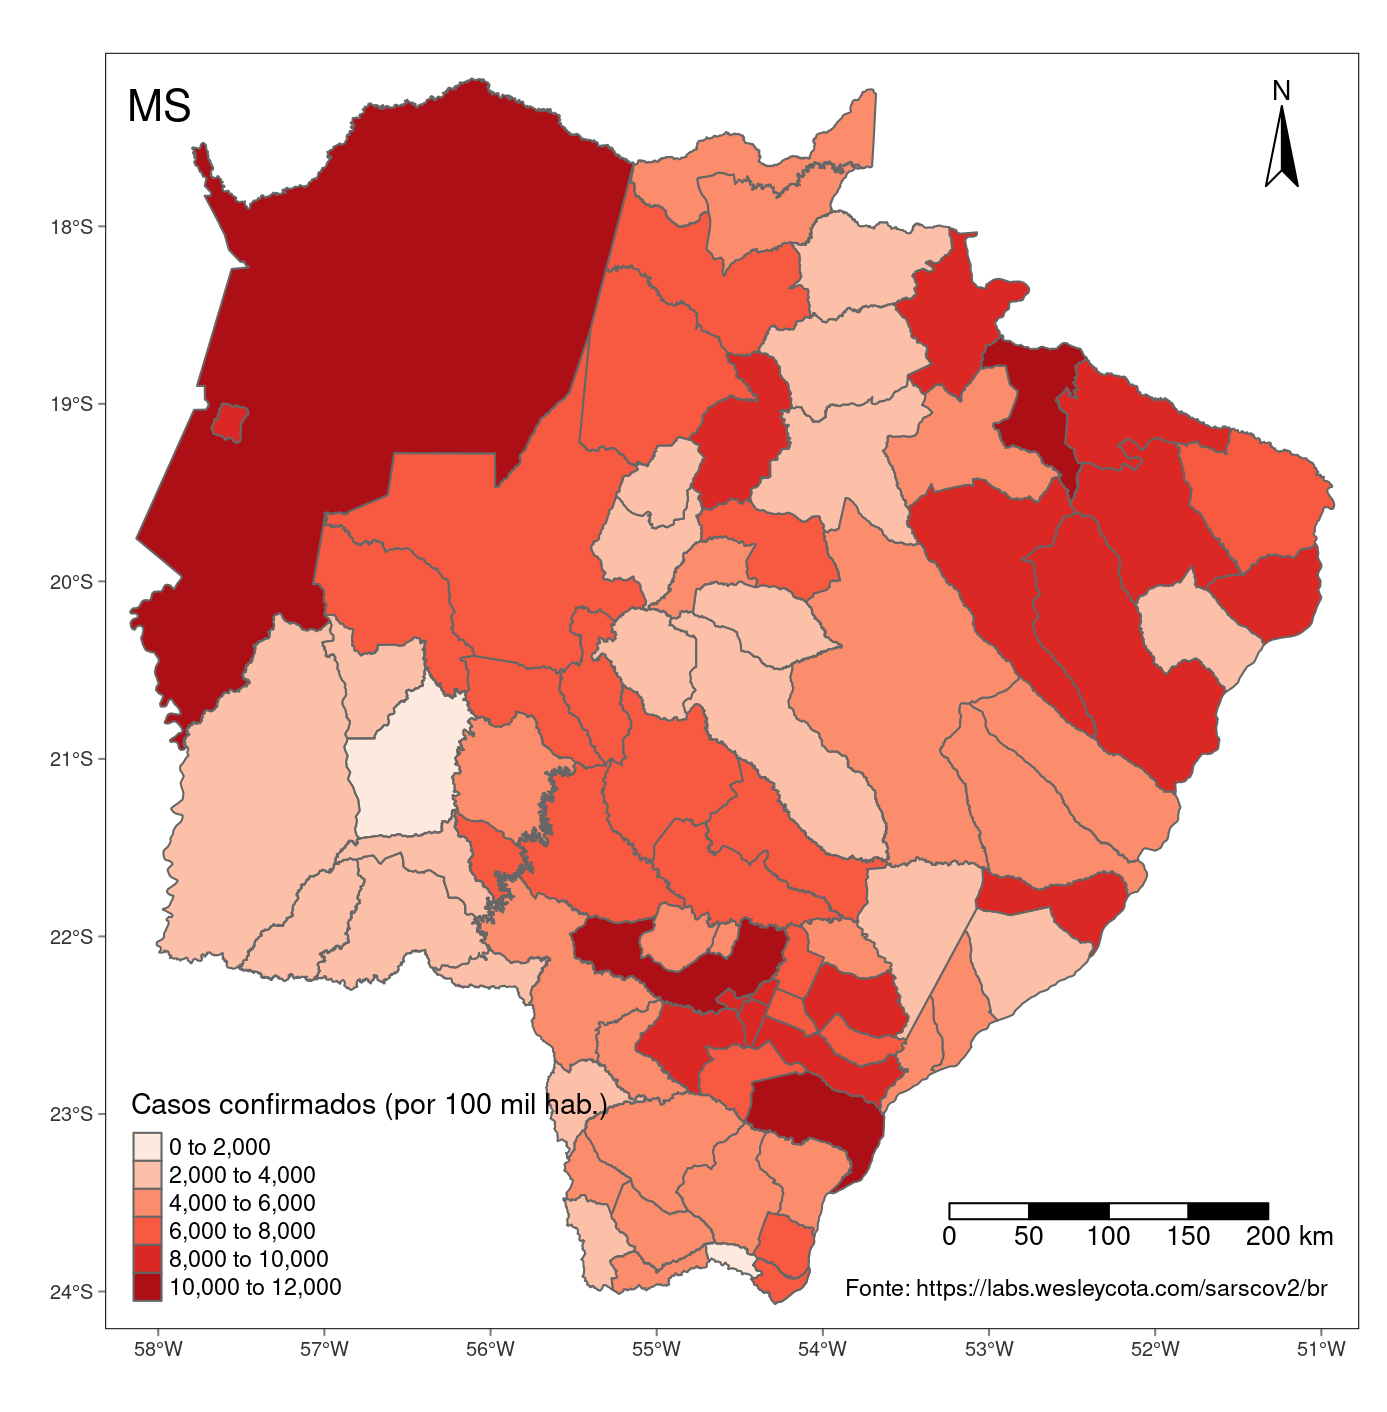 MS
N
18°S
19°S
20°S
21°S
22°S
23°S
24°S
Casos confirmados (por 100 mil hab.)
0 to 2,000
2,000 to 4,000
4,000 to 6,000
6,000 to 8,000
8,000 to 10,000
10,000 to 12,000
0 50 100 150 200 km
Fonte: https://labs.wesleycota.com/sarscov2/br
58°W 57°W 56°W 55°W 54°W 53°W 52°W 51°W